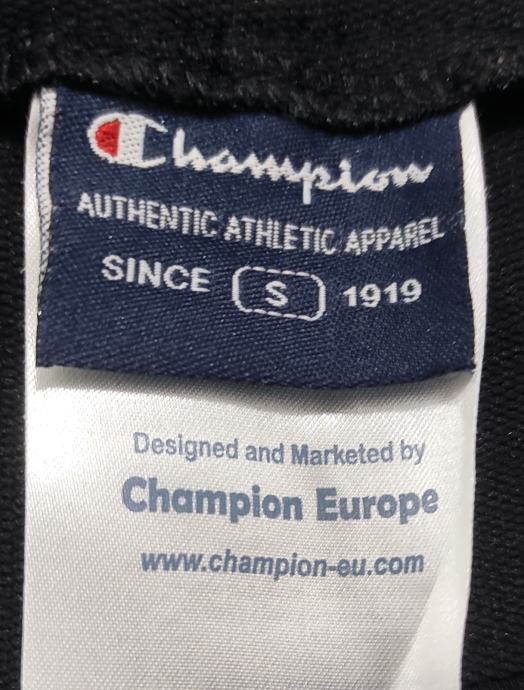 Champion
AUTHENTIC ATHLETIC APPAREL
SINCE S 1919
Designed and Marketed by
Champion Europe
www.champion-eu.com